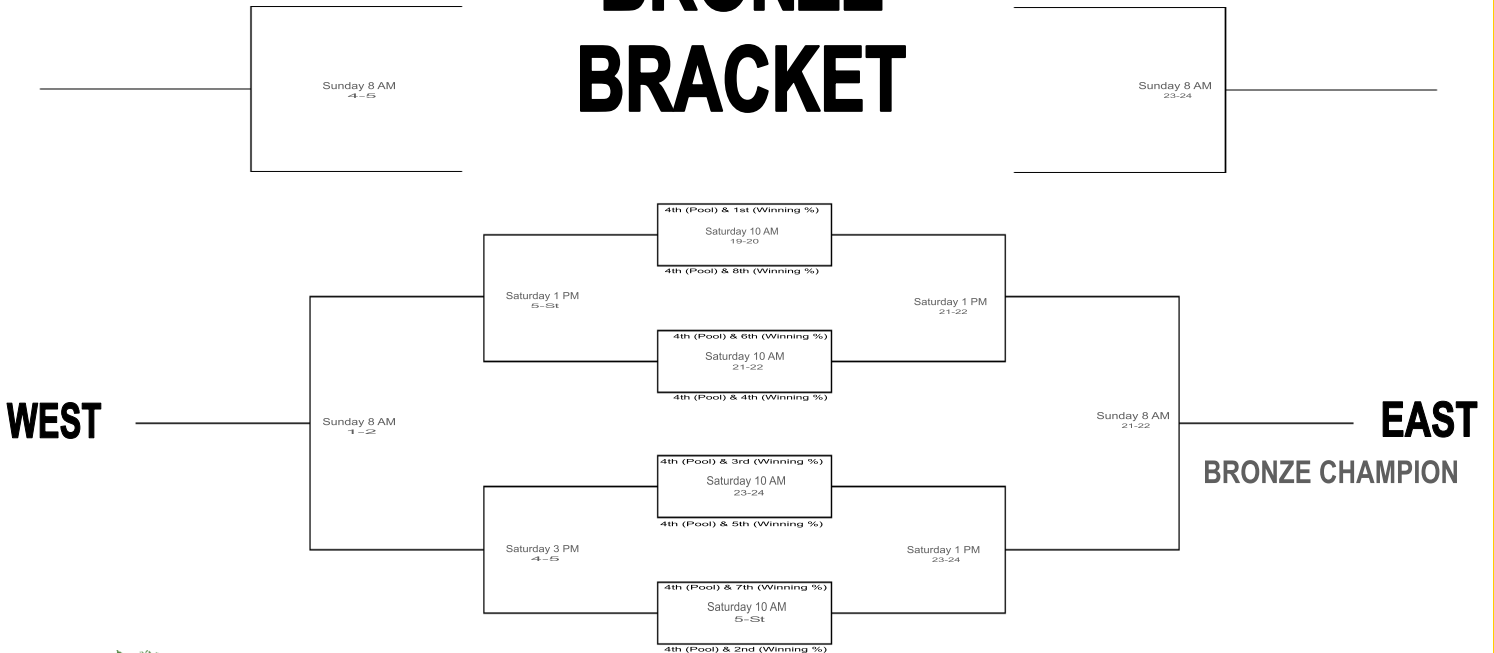 BRONZE
BRACKET
Sunday 8 AM
4-5
Sunday 8 AM
23-24
4th (Pool) & 1st (Winning %)
Saturday 10 AM
19-20
4th (Pool) & 8th (Winning %)
Saturday 1 PM
5-St
Saturday 1 PM
21-22
4th (Pool) & 6th (Winning %)
Saturday 10 AM
21-22
4th (Pool) & 4th (Winning %)
WEST
Sunday 8 AM
1-2
Sunday 8 AM
21-22
EAST
BRONZE CHAMPION
4th (Pool) & 3rd (Winning %)
Saturday 10 AM
23-24
4th (Pool) & 5th (Winning %)
Saturday 3 PM
4-5
Saturday 1 PM
23-24
4th (Pool) & 7th (Winning %)
Saturday 10 AM
5-St
4th (Pool) & 2nd (Winning %)